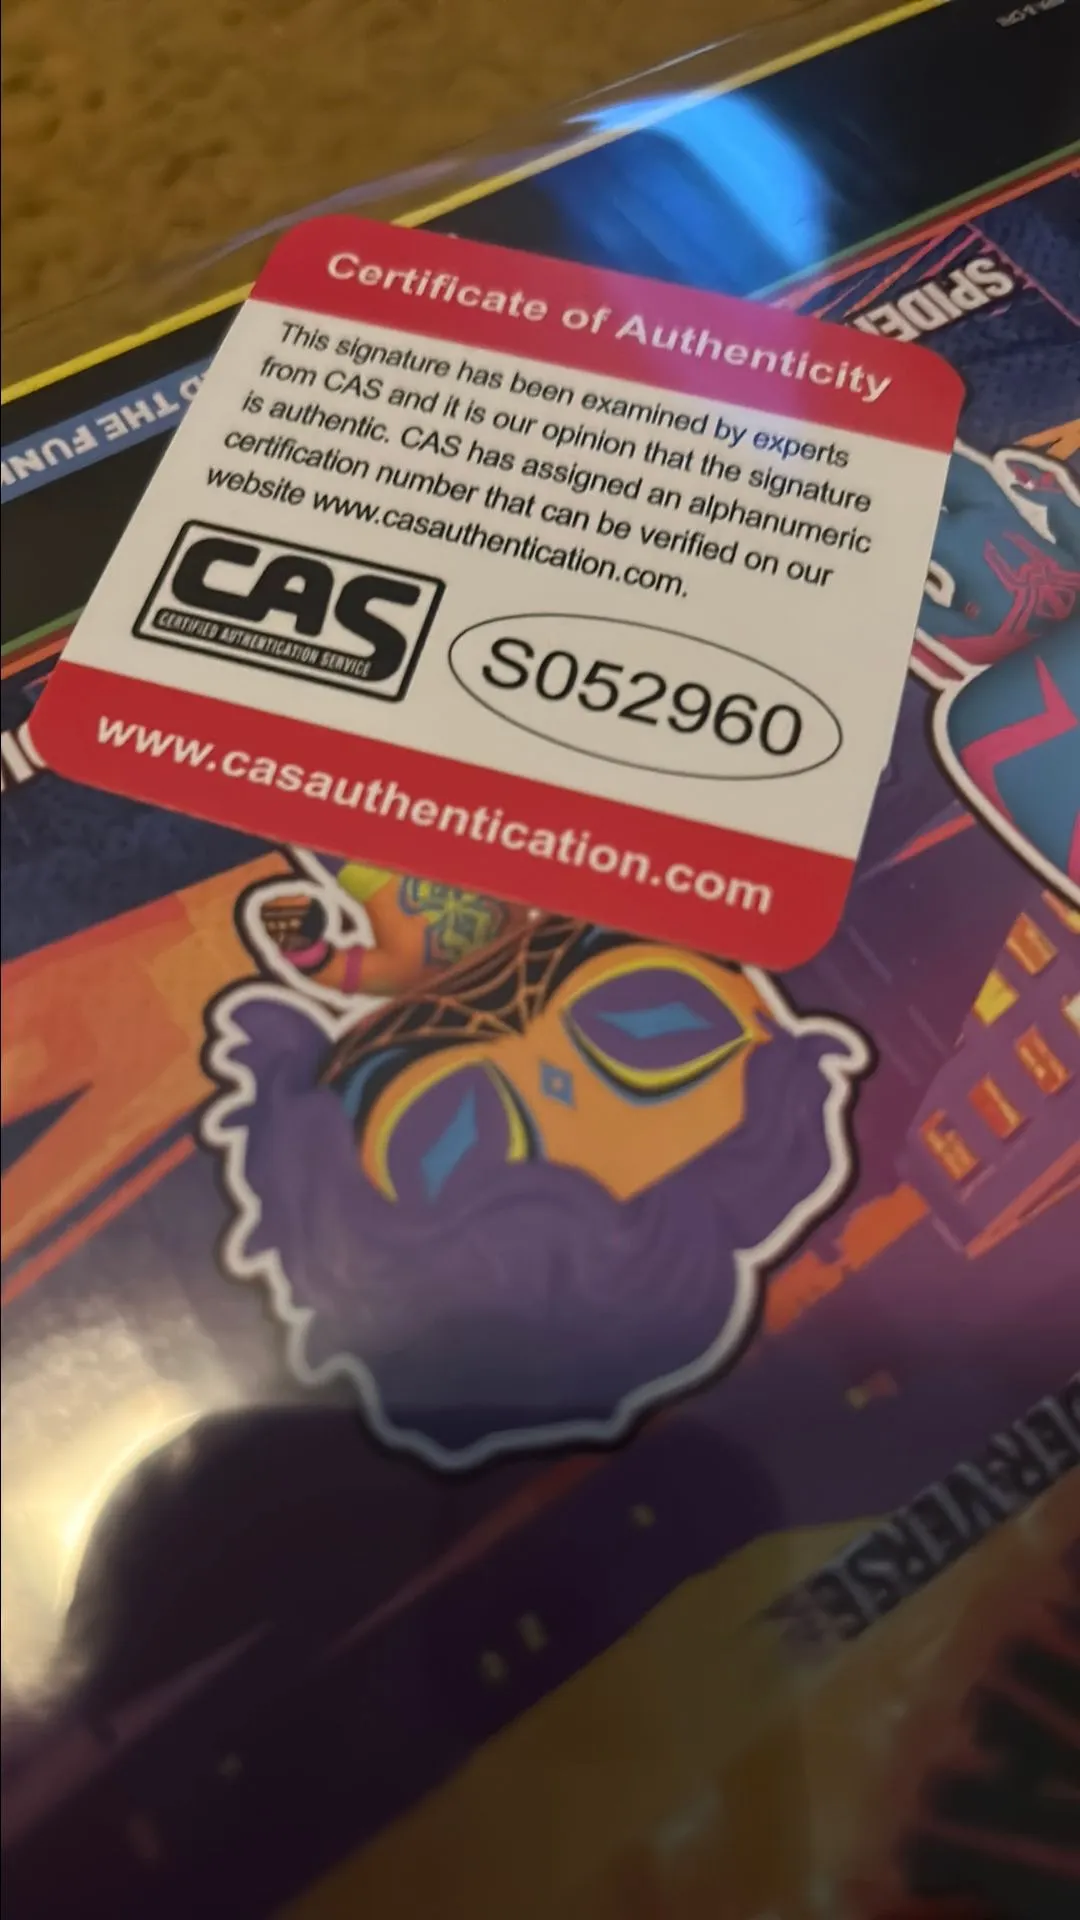 Certificate of Authenticity
This signature has been examined by experts
from CAS and it is our opinion that the signature
is authentic. CAS has assigned an alphanumeric
certification number that can be verified on our
website www.casauthentication.com.
CAS
CERTIFIED AUTHENTICATION SERVICE
S052960
www.casauthentication.com
THE FUN
SPIDER
VERSE